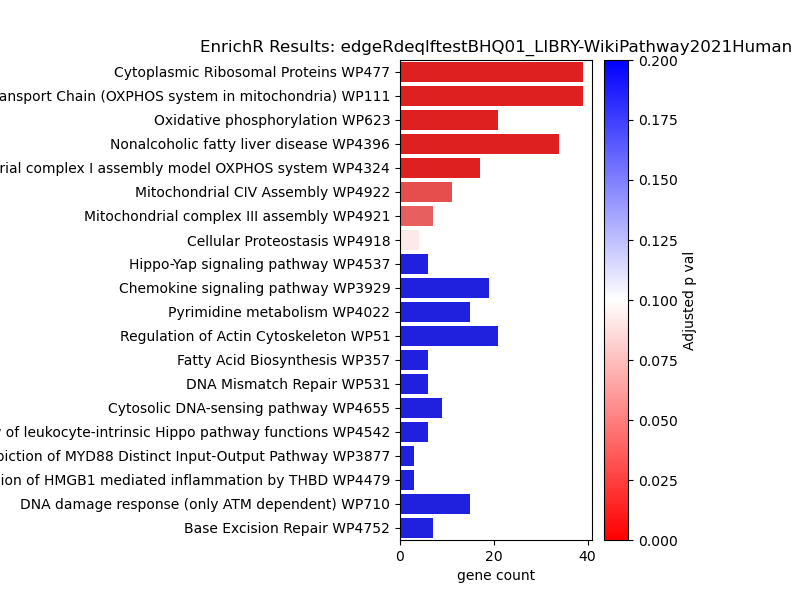 EnrichR Results: edgeRdeqlftestBHQ01_LIBRY-WikiPathway2021Human
Cytoplasmic Ribosomal Proteins WP477
ansport Chain (OXPHOS system in mitochondria) WP111
Oxidative phosphorylation WP623
Nonalcoholic fatty liver disease WP4396
rial complex I assembly model OXPHOS system WP4324
Mitochondrial CIV Assembly WP4922
Mitochondrial complex III assembly WP4921
Cellular Proteostasis WP4918
Hippo-Yap signaling pathway WP4537
Chemokine signaling pathway WP3929
Pyrimidine metabolism WP4022
Regulation of Actin Cytoskeleton WP51
Fatty Acid Biosynthesis WP357
DNA Mismatch Repair WP531
Cytosolic DNA-sensing pathway WP4655
of leukocyte-intrinsic Hippo pathway functions WP4542
piction of MYD88 Distinct Input-Output Pathway WP3877
ion of HMGB1 mediated inflammation by THBD WP4479
DNA damage response (only ATM dependent) WP710
Base Excision Repair WP4752
0 20 40
gene count
0.200
0.175
0.150
0.125
0.100
0.075
0.050
0.025
0.000
Adjusted p val